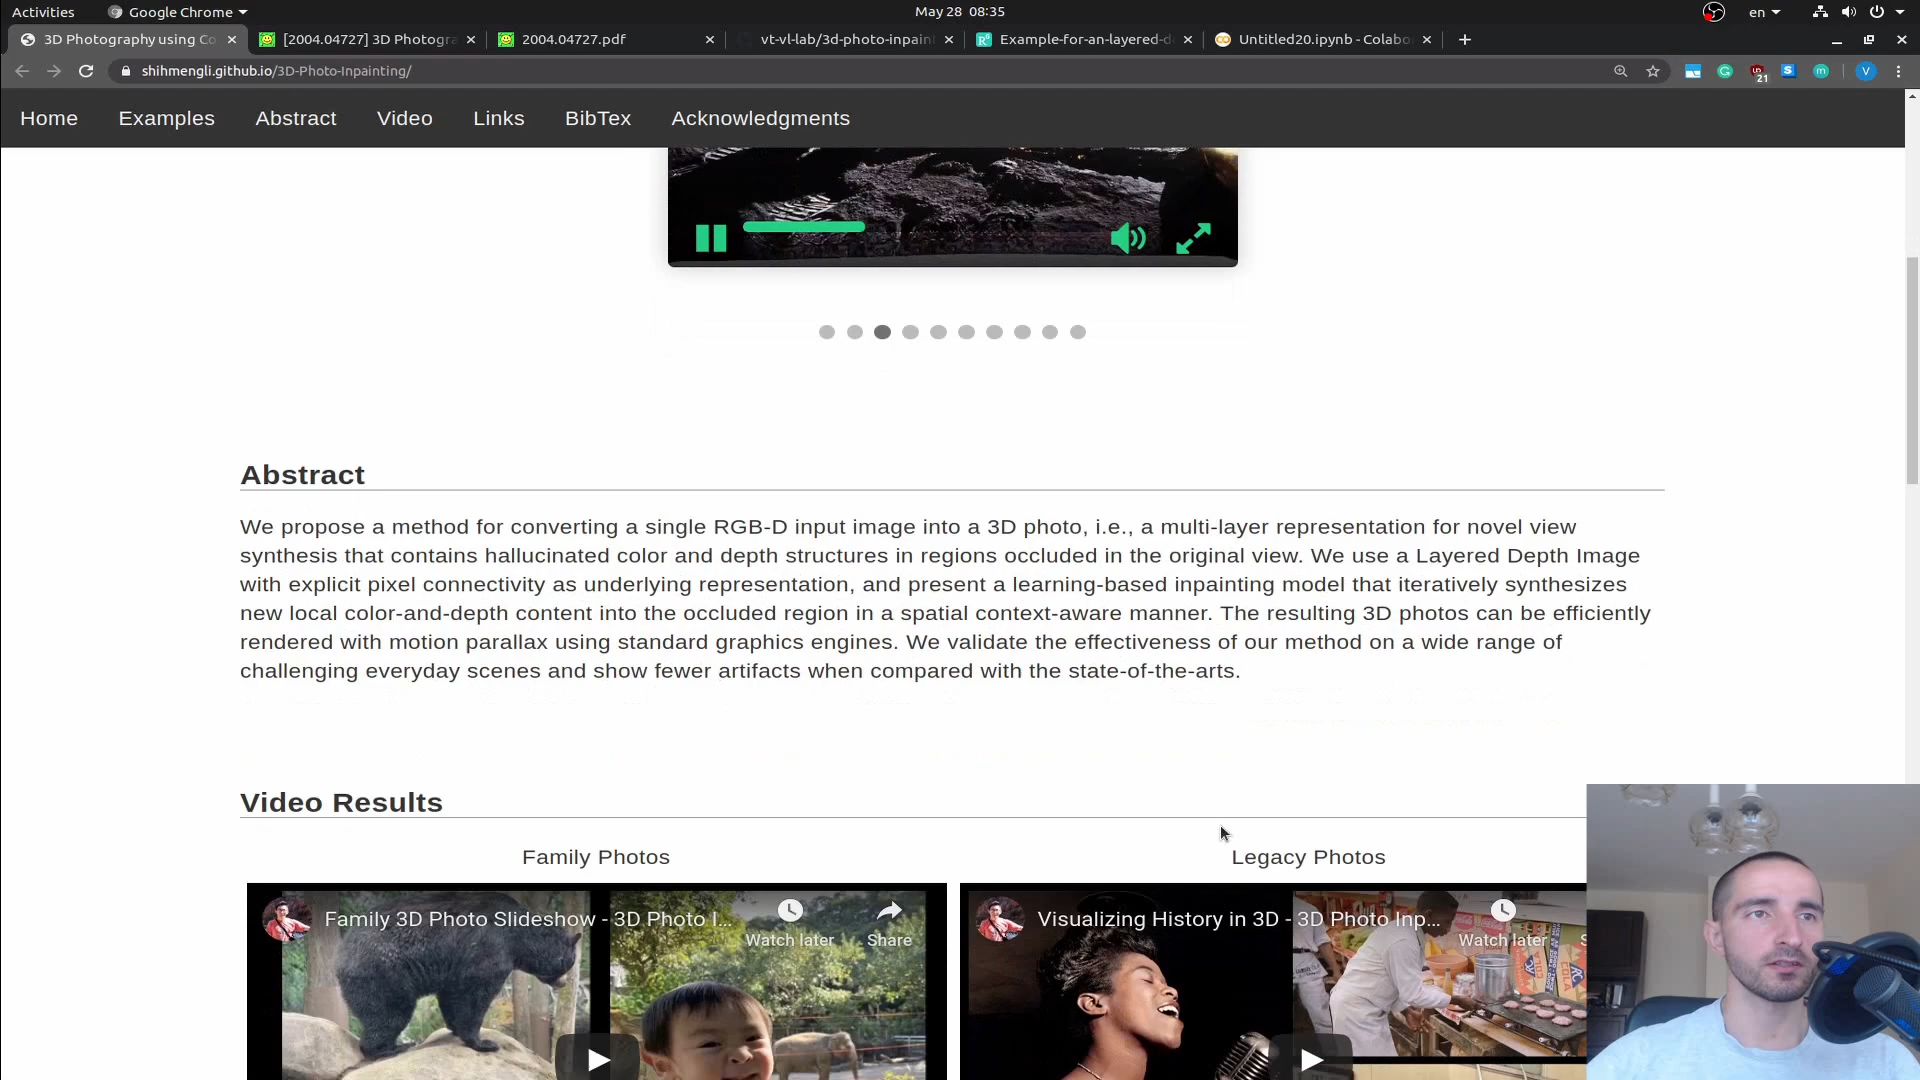 Activities Google Chrome May 28 08:35 en
3D Photography using Co [2004.04727] 3D Photogra 2004.04727.pdf vt-vl-lab/3d-photo-inpain Example-for-an-layered-d Untitled20.ipynb - Colabo
shihmengli.github.io/3D-Photo-Inpainting/ 21 S m V
Home Examples Abstract Video Links BibTex Acknowledgments
Abstract
We propose a method for converting a single RGB-D input image into a 3D photo, i.e., a multi-layer representation for novel view
synthesis that contains hallucinated color and depth structures in regions occluded in the original view. We use a Layered Depth Image
with explicit pixel connectivity as underlying representation, and present a learning-based inpainting model that iteratively synthesizes
new local color-and-depth content into the occluded region in a spatial context-aware manner. The resulting 3D photos can be efficiently
rendered with motion parallax using standard graphics engines. We validate the effectiveness of our method on a wide range of
challenging everyday scenes and show fewer artifacts when compared with the state-of-the-arts.
Video Results
Family Photos Legacy Photos
Family 3D Photo Slideshow - 3D Photo I... Watch later Share
Visualizing History in 3D - 3D Photo Inp... Watch later S